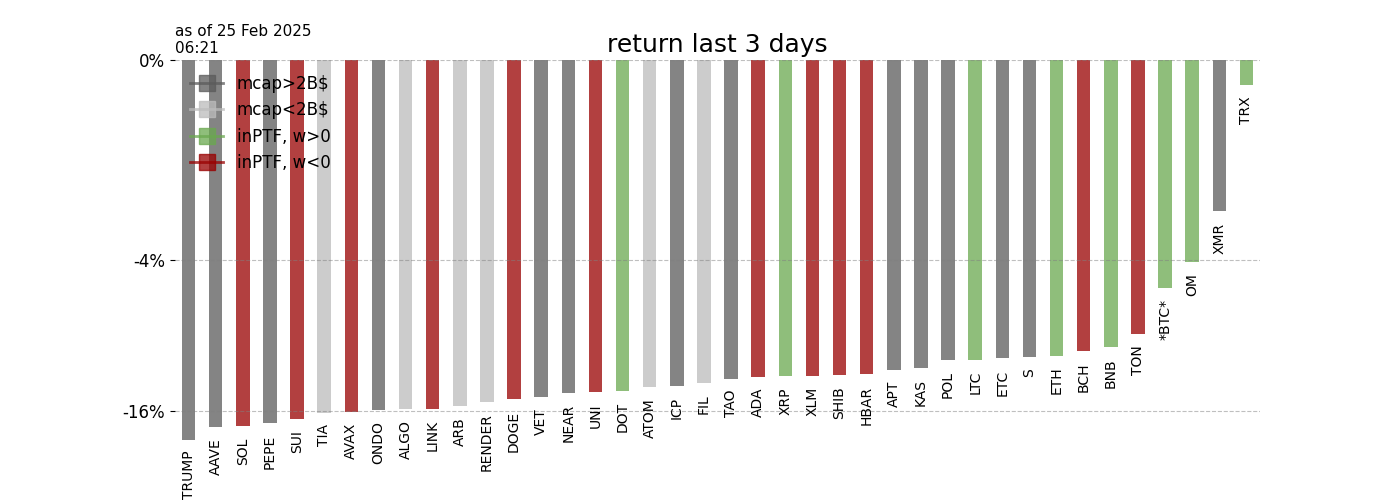 as of 25 Feb 2025
06:21
return last 3 days
0%
-4%
-16%
mcap>2B$
mcap<2B$
inPTF, w>0
inPTF, w<0
TRUMP
AAVE
SOL
PEPE
SUI
TIA
AVAX
ONDO
ALGO
LINK
ARB
RENDER
DOGE
VET
NEAR
UNI
DOT
ATOM
ICP
FIL
TAO
ADA
XRP
XLM
SHIB
HBAR
APT
KAS
POL
LTC
ETC
S
ETH
BCH
BNB
TON
*BTC*
OM
XMR
TRX